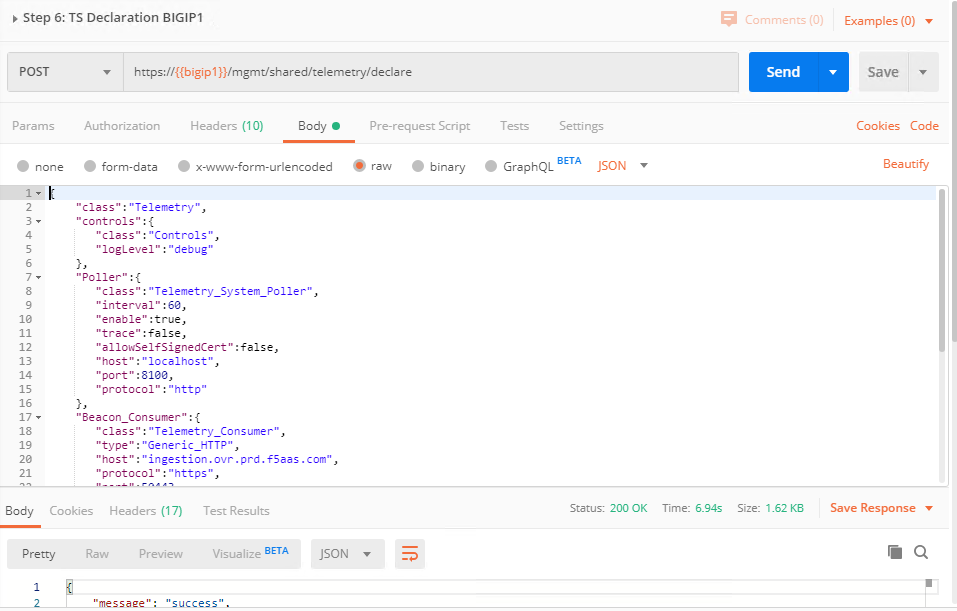 Step 6: TS Declaration BIGIP1
Comments (0) Examples (0)
POST https://{{bigip1}}/mgmt/shared/telemetry/declare Send Save
Params Authorization Headers (10) Body Pre-request Script Tests Settings Cookies Code
none form-data x-www-form-urlencoded raw binary GraphQL BETA JSON Beautify
1 {
2 "class":"Telemetry",
3 "controls":{
4 "class":"Controls",
5 "logLevel":"debug"
6 },
7 "Poller":{
8 "class":"Telemetry_System_Poller",
9 "interval":60,
10 "enable":true,
11 "trace":false,
12 "allowSelfSignedCert":false,
13 "host":"localhost",
14 "port":8100,
15 "protocol":"http"
16 },
17 "Beacon_Consumer":{
18 "class":"Telemetry_Consumer",
19 "type":"Generic_HTTP",
20 "host":"ingestion.ovr.prd.f5aas.com",
21 "protocol":"https",
22 "port":50443,
Body Cookies Headers (17) Test Results Status: 200 OK Time: 6.94s Size: 1.62 KB Save Response
Pretty Raw Preview Visualize BETA JSON
1 {
2 "message": "success",